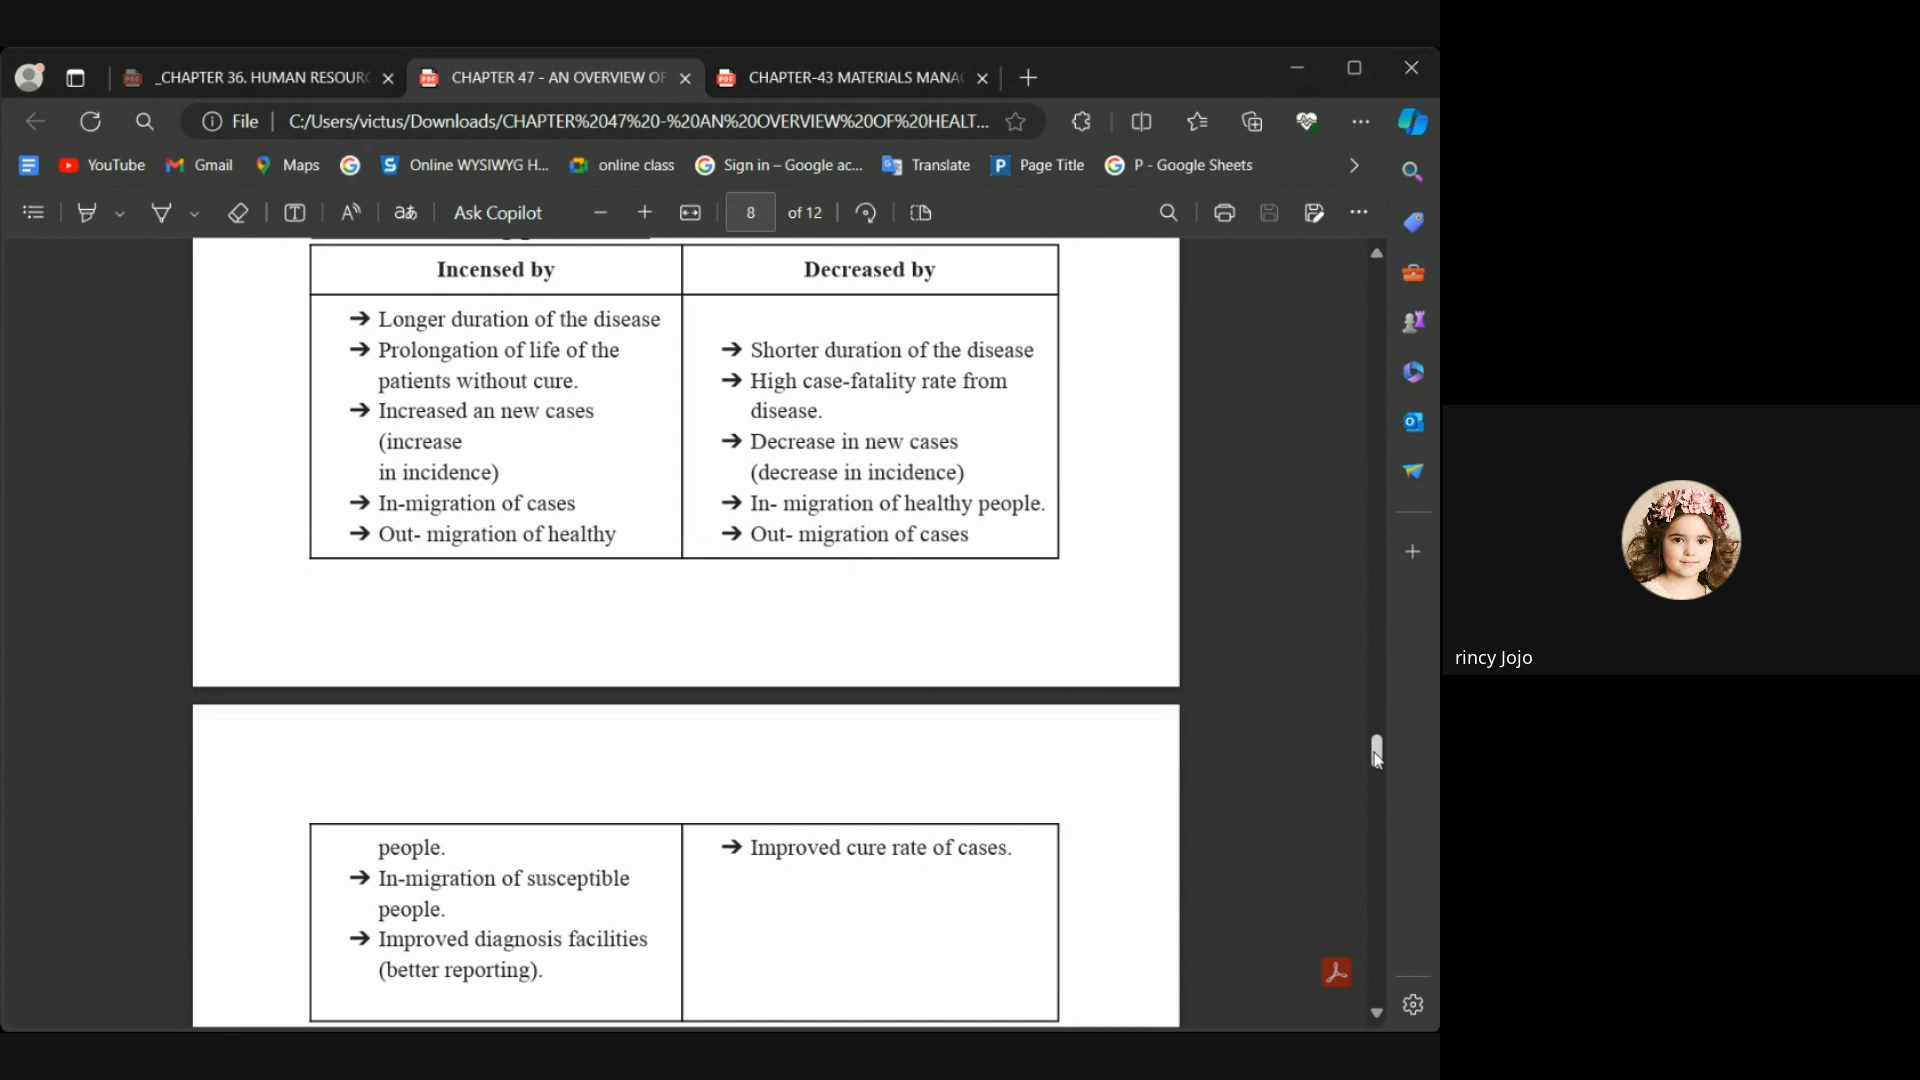 _CHAPTER 36. HUMAN RESOUR
CHAPTER 47 - AN OVERVIEW OF
CHAPTER-43 MATERIALS MANA
File
C:/Users/victus/Downloads/CHAPTER%2047%20-%20AN%20OVERVIEW%20OF%20HEALT...
YouTube
Gmail
Maps
Online WYSIWYG H...
online class
Sign in – Google ac...
Translate
Page Title
P - Google Sheets
Ask Copilot
8
of 12
Incensed by
Decreased by
➔ Longer duration of the disease
➔ Prolongation of life of the
patients without cure.
➔ Increased an new cases
(increase
in incidence)
➔ In-migration of cases
➔ Out- migration of healthy
➔ Shorter duration of the disease
➔ High case-fatality rate from
disease.
➔ Decrease in new cases
(decrease in incidence)
➔ In- migration of healthy people.
➔ Out- migration of cases
people.
➔ In-migration of susceptible
people.
➔ Improved diagnosis facilities
(better reporting).
➔ Improved cure rate of cases.
rincy Jojo